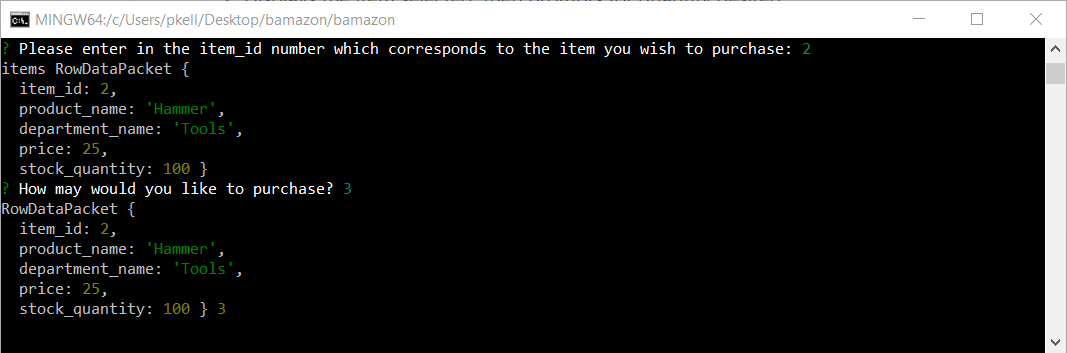 MINGW64:/c/Users/pkell/Desktop/bamazon/bamazon
? Please enter in the item_id number which corresponds to the item you wish to purchase: 2
items RowDataPacket {
  item_id: 2,
  product_name: 'Hammer',
  department_name: 'Tools',
  price: 25,
  stock_quantity: 100 }
? How may would you like to purchase? 3
RowDataPacket {
  item_id: 2,
  product_name: 'Hammer',
  department_name: 'Tools',
  price: 25,
  stock_quantity: 100 } 3